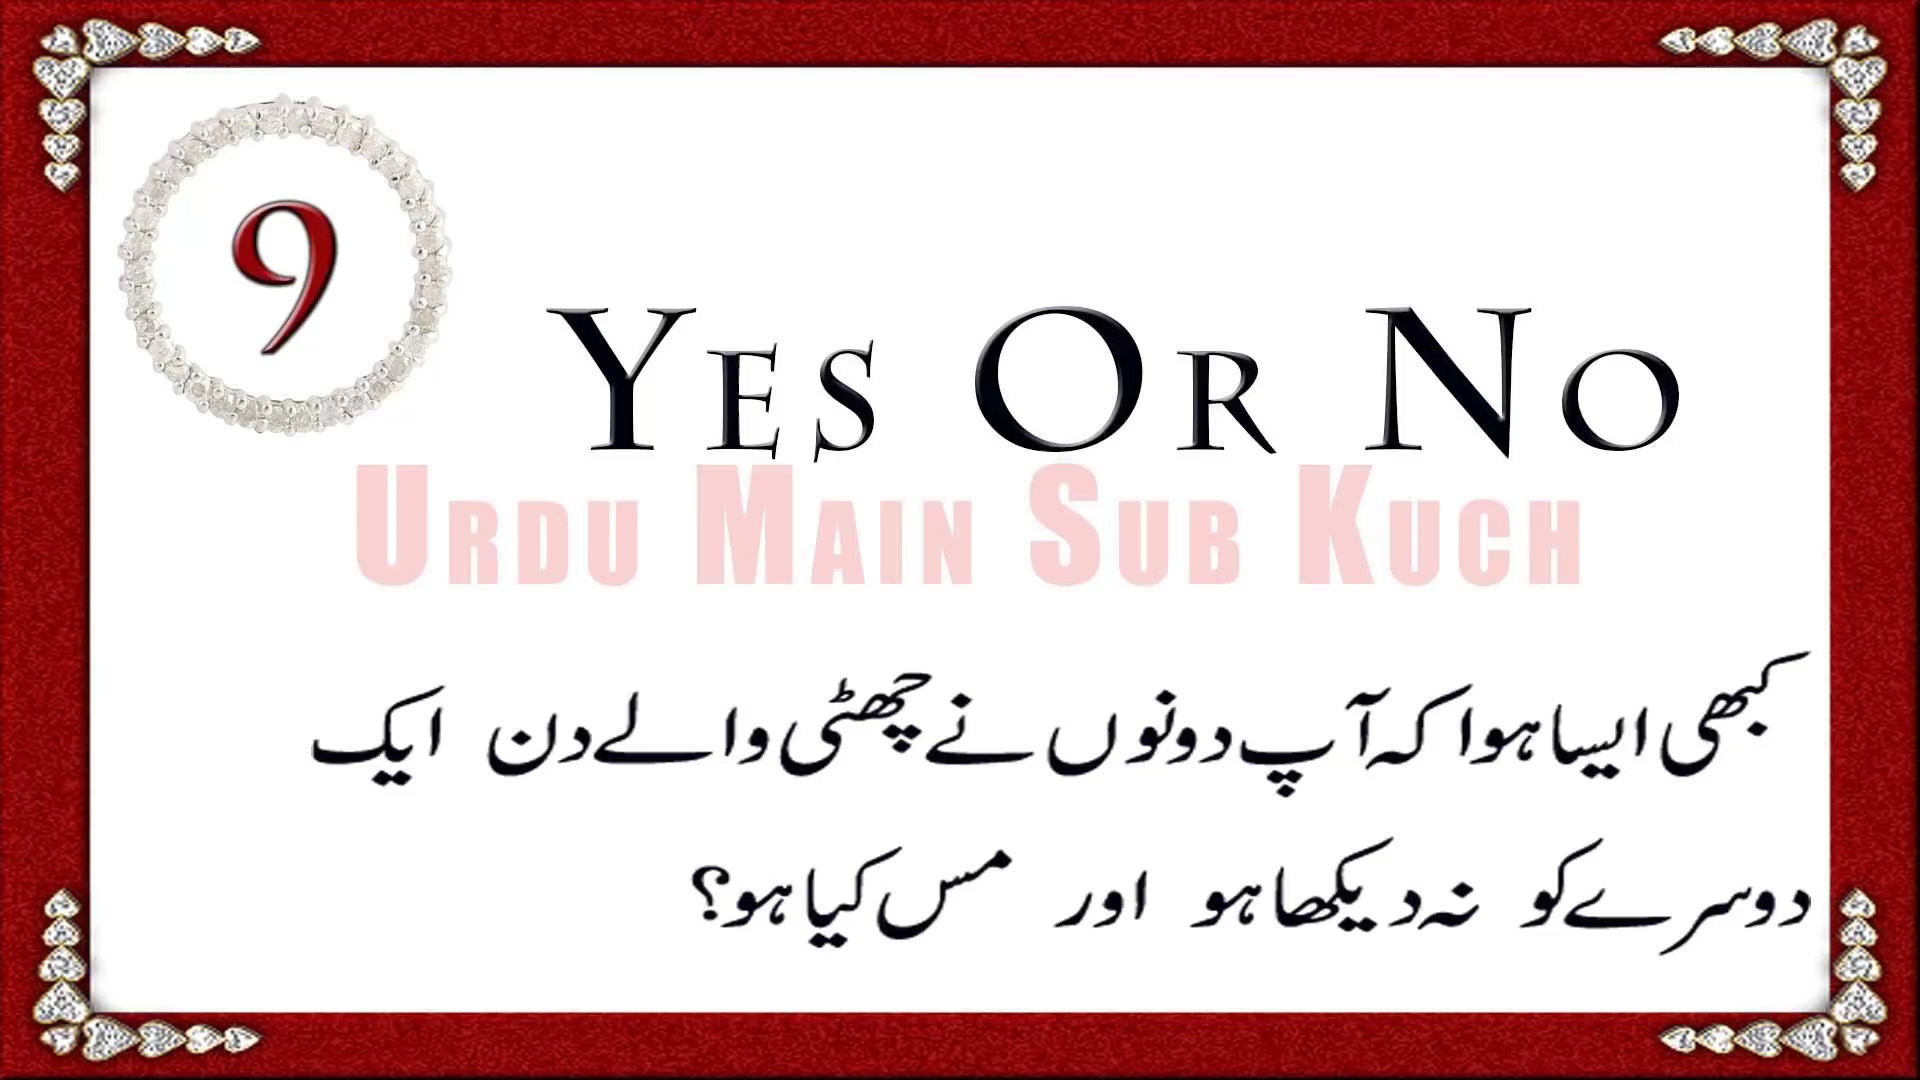 9
Yes Or No
Urdu Main Sub Kuch
کبھی ایسا ہوا کہ آپ دونوں نے چھٹی والے دن ایک
دوسرے کو نہ دیکھا ہو اور مس کیا ہو؟